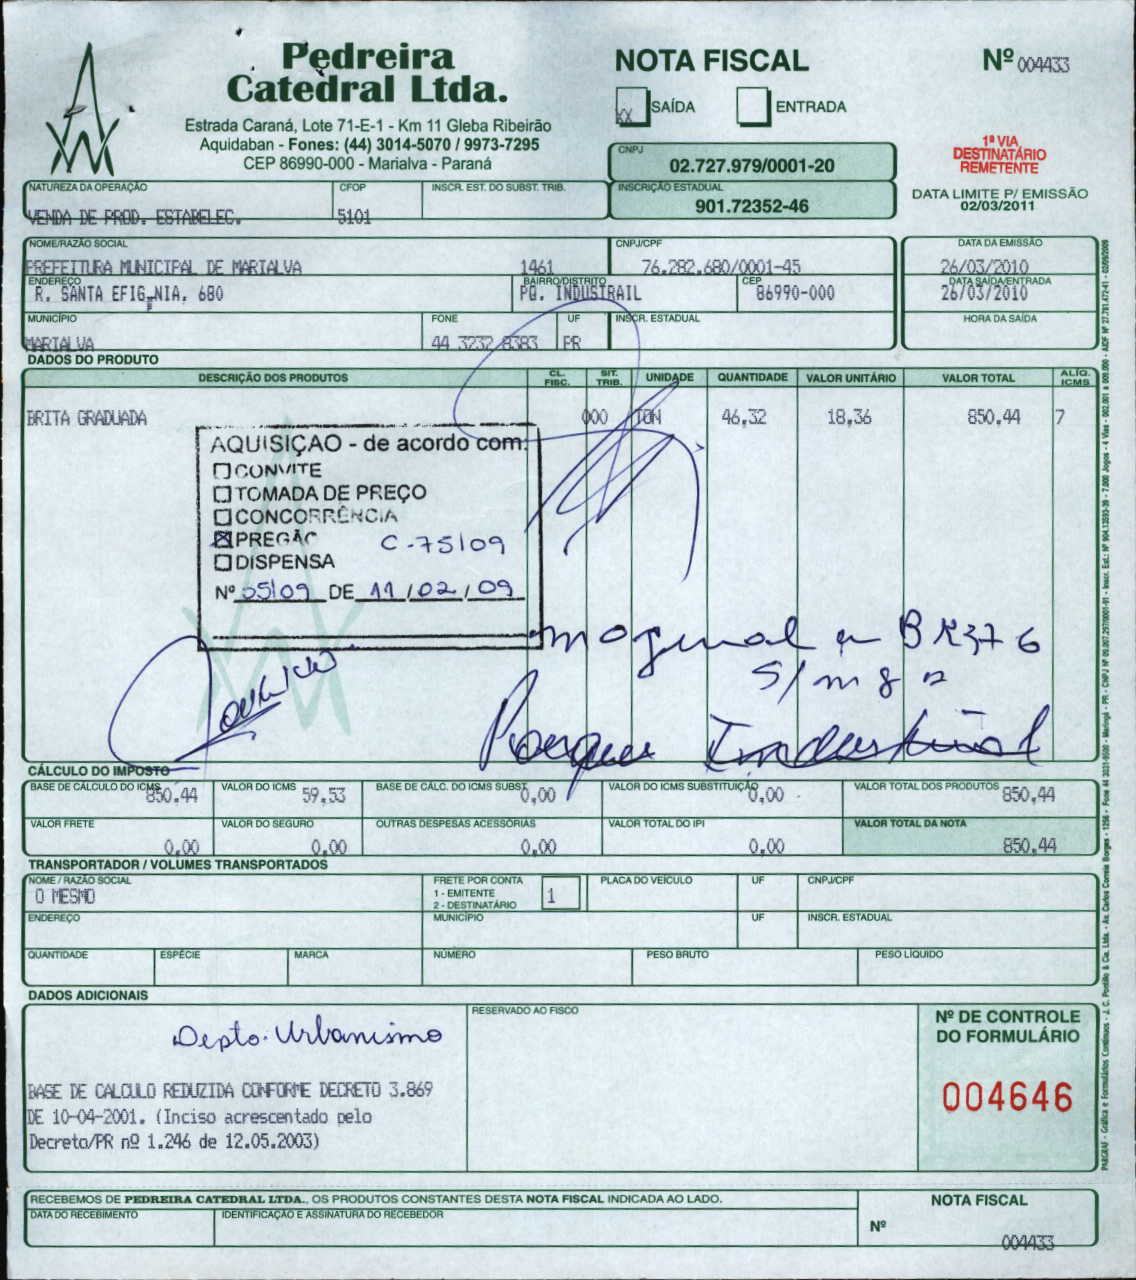 Pedreira
Catedral Ltda.
Estrada Caraná, Lote 71-E-1 - Km 11 Gleba Ribeirão
Aquidaban - Fones: (44) 3014-5070 / 9973-7295
CEP 86990-000 - Marialva - Paraná
NOTA FISCAL
Nº 004433
XX SAÍDA ENTRADA
CNPJ
02.727.979/0001-20
1ª VIA
DESTINATÁRIO
REMETENTE
NATUREZA DA OPERAÇÃO CFOP INSCR. EST. DO SUBST. TRIB. INSCRIÇÃO ESTADUAL
VENDA DE PROD. ESTABELEC. 5101 901.72352-46
DATA LIMITE P/ EMISSÃO
02/03/2011
NOME/RAZÃO SOCIAL CNPJ/CPF DATA DA EMISSÃO
PREFEITURA MUNICIPAL DE MARIALVA 1461 76.282.680/0001-45 26/03/2010
ENDEREÇO BAIRRO/DISTRITO CEP DATA SAÍDA/ENTRADA
R. SANTA EFIG NIA, 680 PQ. INDUSTRAIL 86990-000 26/03/2010
MUNICÍPIO FONE UF INSCR. ESTADUAL HORA DA SAÍDA
MARIALVA 44 3232 8383 PR
DADOS DO PRODUTO
DESCRIÇÃO DOS PRODUTOS CL. FISC. SIT. TRIB. UNIDADE QUANTIDADE VALOR UNITÁRIO VALOR TOTAL ALÍQ. ICMS
BRITA GRADUADA 000 TON 46,32 18,36 850,44 7
AQUISIÇÃO - de acordo com:
CONVITE
TOMADA DE PREÇO
CONCORRÊNCIA
PREGÃO C-75/09
DISPENSA
Nº 05/09 DE 11/02/09
BR376
Parque Industrial
CÁLCULO DO IMPOSTO
BASE DE CÁLCULO DO ICMS VALOR DO ICMS BASE DE CÁLC. DO ICMS SUBST. VALOR DO ICMS SUBSTITUIÇÃO VALOR TOTAL DOS PRODUTOS
850,44 59,53 0,00 0,00 850,44
VALOR FRETE VALOR DO SEGURO OUTRAS DESPESAS ACESSÓRIAS VALOR TOTAL DO IPI VALOR TOTAL DA NOTA
0,00 0,00 0,00 0,00 850,44
TRANSPORTADOR / VOLUMES TRANSPORTADOS
NOME / RAZÃO SOCIAL FRETE POR CONTA PLACA DO VEÍCULO UF CNPJ/CPF
O MESMO 1 - EMITENTE 2 - DESTINATÁRIO 1
ENDEREÇO MUNICÍPIO UF INSCR. ESTADUAL
QUANTIDADE ESPÉCIE MARCA NÚMERO PESO BRUTO PESO LÍQUIDO
DADOS ADICIONAIS
RESERVADO AO FISCO
Depto. Urbanismo
BASE DE CALCULO REDUZIDA CONFORME DECRETO 3.869
DE 10-04-2001. (Inciso acrescentado pelo
Decreto/PR nº 1.246 de 12.05.2003)
Nº DE CONTROLE
DO FORMULÁRIO
004646
RECEBEMOS DE PEDREIRA CATEDRAL LTDA., OS PRODUTOS CONSTANTES DESTA NOTA FISCAL INDICADA AO LADO.
DATA DO RECEBIMENTO IDENTIFICAÇÃO E ASSINATURA DO RECEBEDOR
NOTA FISCAL
Nº 004433